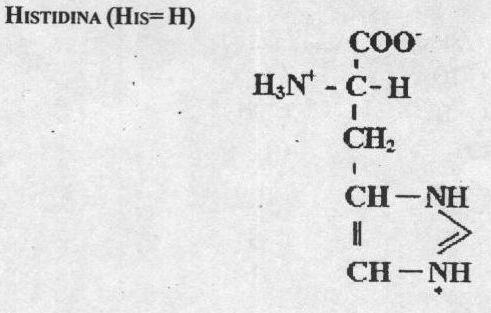 HISTIDINA (HIS= H)
COO⁻
H₃N⁺ - C - H
CH₂
CH — NH
CH — NH
+